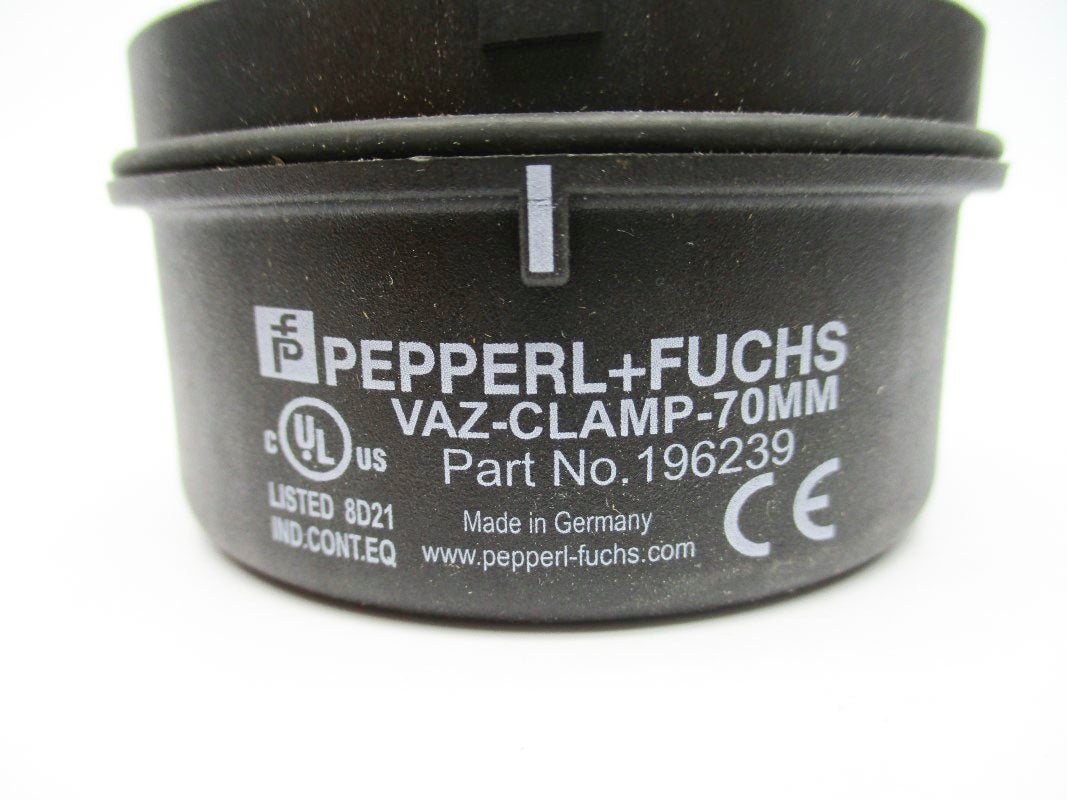 PEPPERL+FUCHS
VAZ-CLAMP-70MM
Part No. 196239
c UL US
LISTED 8D21
IND.CONT.EQ
Made in Germany
www.pepperl-fuchs.com
CE